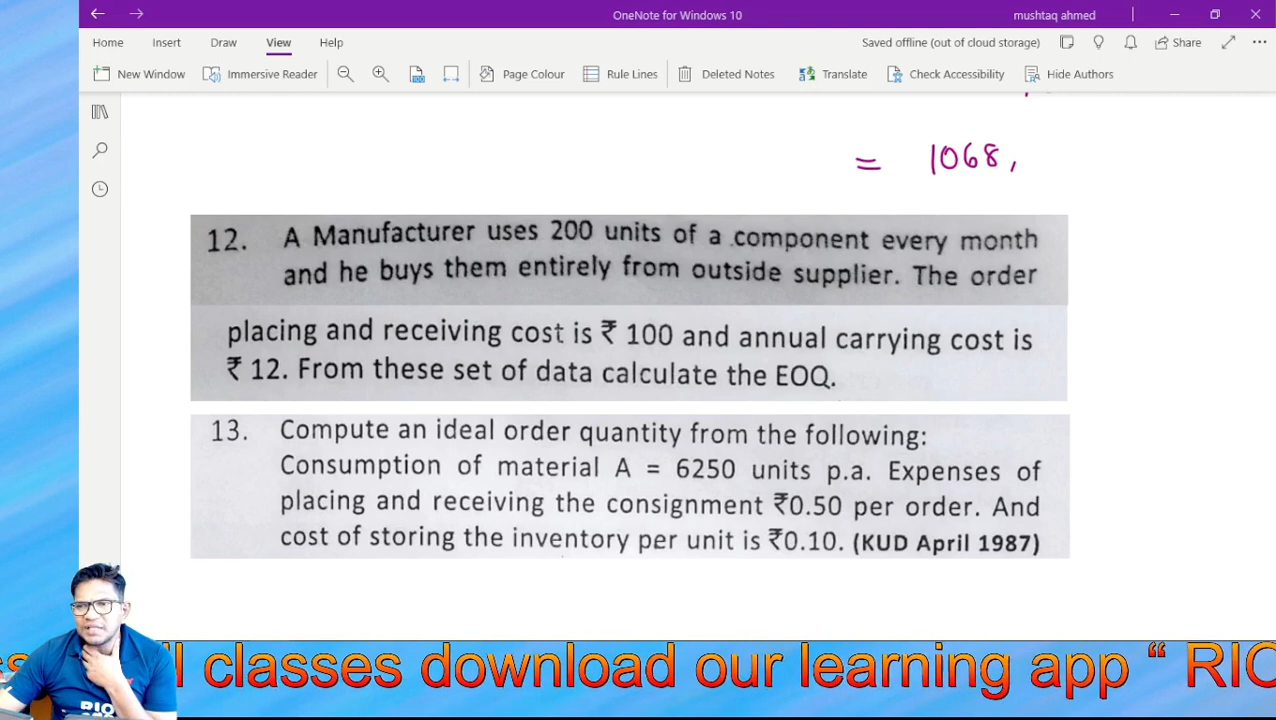 OneNote for Windows 10
mushtaq ahmed
Home Insert Draw View Help
Saved offline (out of cloud storage)
Share
New Window Immersive Reader Page Colour Rule Lines Deleted Notes Translate Check Accessibility Hide Authors
= 1068,
12. A Manufacturer uses 200 units of a component every month
and he buys them entirely from outside supplier. The order
placing and receiving cost is ₹ 100 and annual carrying cost is
₹ 12. From these set of data calculate the EOQ.
13. Compute an ideal order quantity from the following:
Consumption of material A = 6250 units p.a. Expenses of
placing and receiving the consignment ₹0.50 per order. And
cost of storing the inventory per unit is ₹0.10. (KUD April 1987)
RIO
classes download our learning app “ RIO